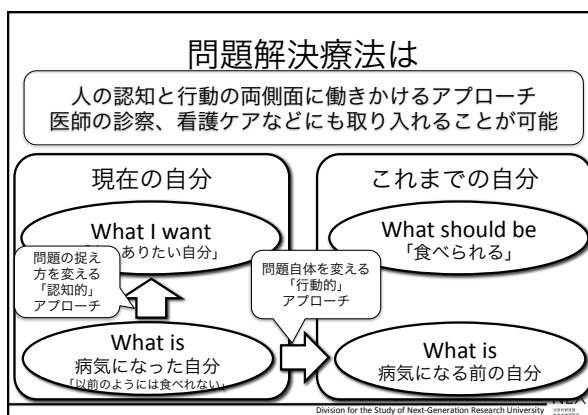 問題解決療法は
人の認知と行動の両側面に働きかけるアプローチ
医師の診察、看護ケアなどにも取り入れることが可能
現在の自分
What I want
ありたい自分」
問題の捉え
方を変える
「認知的」
アプローチ
What is
病気になった自分
「以前のようには食べれない」
問題自体を変える
「行動的」
アプローチ
これまでの自分
What should be
「食べられる」
What is
病気になる前の自分
Division for the Study of Next-Generation Research University